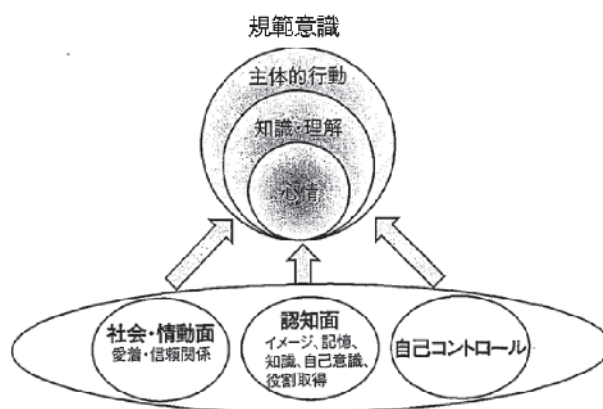 規範意識
主体的行動
知識・理解
心情
社会・情動面
愛着・信頼関係
認知面
イメージ、記憶、
知識、自己意識、
役割取得
自己コントロール